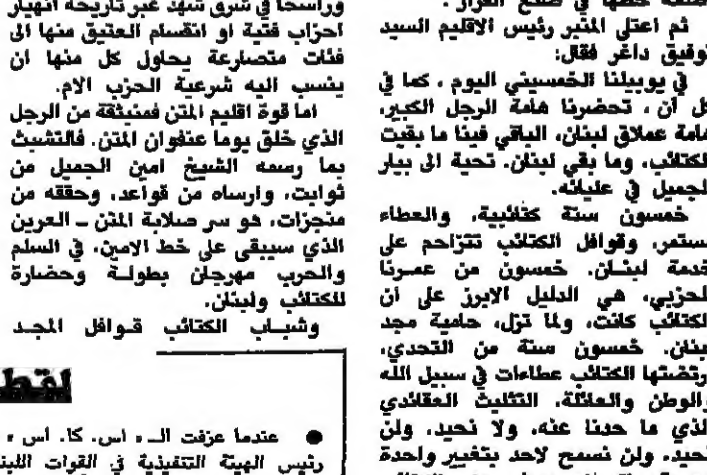 ثم اعتلى المنبر رئيس الاقليم السيد
توفيق داغر فقال:
في يوبيلنا الخمسيني اليوم، كما في
كل آن، تحضرنا هامة الرجل الكبير،
هامة عملاق لبنان، الباقي فينا ما بقيت
الكتائب، وما بقي لبنان. تحية الى بيار
الجميل في عليائه.
خمسون سنة كتائبية، والعطاء
مستمر، وقوافل الكتائب تتزاحم على
خدمة لبنان. خمسون من عمرنا
الحزبي، هي الدليل الابرز على أن
الكتائب كانت، ولما تزل، حامية مجد
لبنان. خمسون سنة من التحدي،
ارتضتها الكتائب عطاءات في سبيل الله
والوطن والعائلة، التثليث العقائدي
الذي ما حدنا عنه، ولا نحيد، ولن
نحيد. ولن نسمح لاحد بتغيير واحدة
وراسخا في شرق شهد عبر تاريخه انهيار
احزاب فتية او انقسام العتيق منها الى
فئات متصارعة يحاول كل منها ان
ينسب اليه شرعية الحزب الام.
اما قوة اقليم المتن فمنبثقة من الرجل
الذي خلق يوما عنفوان المتن. فالتشبث
بما رسمه الشيخ امين الجميل من
ثوابت، وارساه من قواعد، وحققه من
منجزات، هو سر صلابة المتن ـ العرين
الذي سيبقى على خط الامين، في السلم
والحرب مهرجان بطولة وحضارة
للكتائب ولبنان.
وشباب الكتائب قوافل المجد
● عندما عزفت الـ « اس. كا. اس »
رئيس الهيئة التنفيذية في القوات